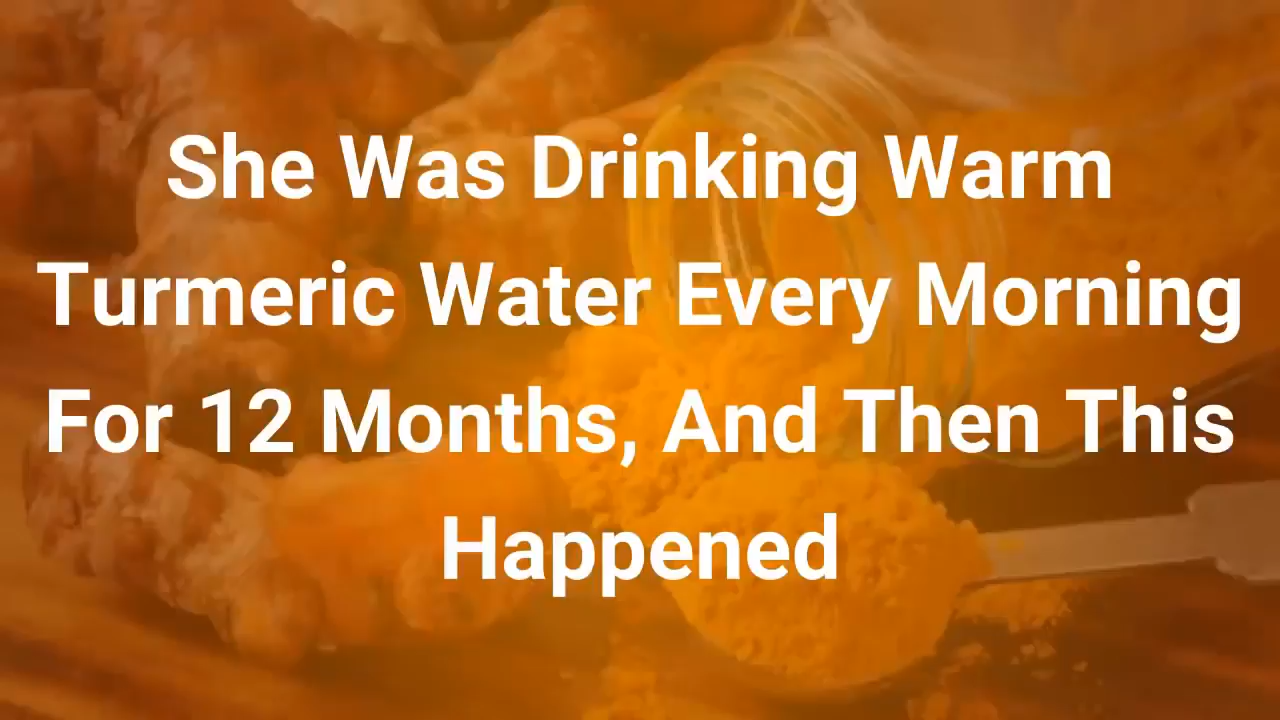 She Was Drinking Warm
Turmeric Water Every Morning
For 12 Months, And Then This
Happened